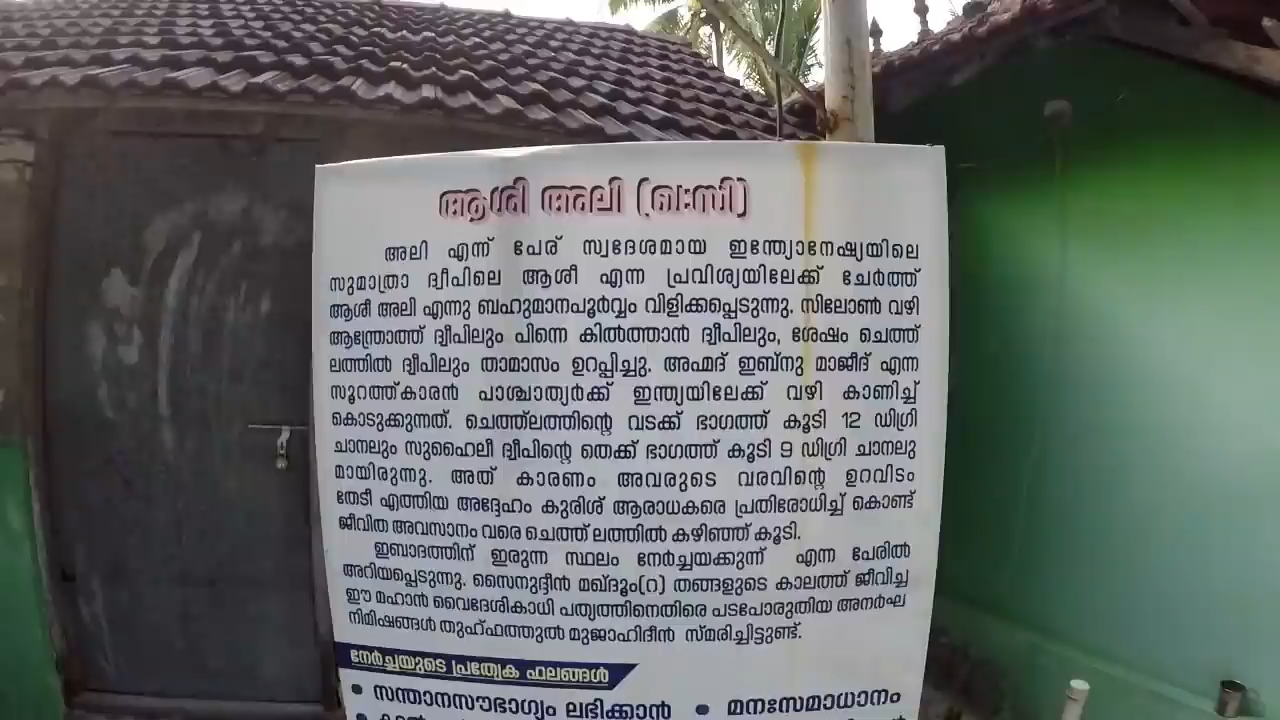 ആശി അലി (ഖ:സി)
അലി എന്ന് പേര് സ്വദേശമായ ഇന്ത്യോനേഷ്യയിലെ
സുമാത്രാ ദ്വീപിലെ ആശീ എന്ന പ്രവിശ്യയിലേക്ക് ചേർത്ത്
ആശീ അലി എന്നു ബഹുമാനപൂർവ്വം വിളിക്കപ്പെടുന്നു. സിലോൺ വഴി
ആന്ത്രോത്ത് ദ്വീപിലും പിന്നെ കിൽത്താൻ ദ്വീപിലും, ശേഷം ചെത്ത്
ലത്തിൽ ദ്വീപിലും താമാസം ഉറപ്പിച്ചു. അഹ്മദ് ഇബ്നു മാജീദ് എന്ന
സൂറത്ത്കാരൻ പാശ്ചാത്യർക്ക് ഇന്ത്യയിലേക്ക് വഴി കാണിച്ച്
കൊടുക്കുന്നത്. ചെത്ത്ലത്തിന്റെ വടക്ക് ഭാഗത്ത് കൂടി 12 ഡിഗ്രി
ചാനലും സുഹൈലീ ദ്വീപിന്റെ തെക്ക് ഭാഗത്ത് കൂടി 9 ഡിഗ്രി ചാനലു
മായിരുന്നു. അത് കാരണം അവരുടെ വരവിന്റെ ഉറവിടം
തേടീ എത്തിയ അദ്ദേഹം കുരിശ് ആരാധകരെ പ്രതിരോധിച്ച് കൊണ്ട്
ജീവിത അവസാനം വരെ ചെത്ത് ലത്തിൽ കഴിഞ്ഞ് കൂടി.
ഇബാദത്തിന് ഇരുന്ന സ്ഥലം നേർച്ചയക്കുന്ന് എന്ന പേരിൽ
അറിയപ്പെടുന്നു. സൈനുദ്ദീൻ മഖ്ദൂം(റ) തങ്ങളുടെ കാലത്ത് ജീവിച്ച
ഈ മഹാൻ വൈദേശികാധി പത്യത്തിനെതിരെ പടപോരുതിയ അനർഘ
നിമിഷങ്ങൾ തുഹ്ഫത്തുൽ മുജാഹിദീൻ സ്മരിച്ചിട്ടുണ്ട്.
നേർച്ചയുടെ പ്രത്യേക ഫലങ്ങൾ
• സന്താനസൗഭാഗ്യം ലഭിക്കാൻ • മനഃസമാധാനം